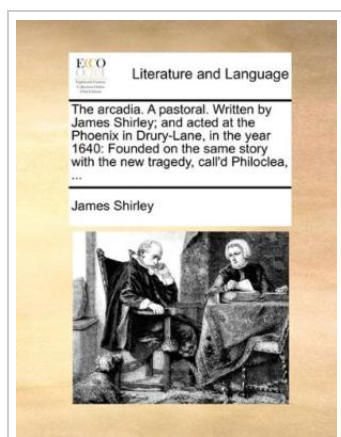 ECCO
Literature and Language
The arcadia. A pastoral. Written by
James Shirley; and acted at the
Phoenix in Drury-Lane, in the year
1640: Founded on the same story
with the new tragedy, call'd Philoclea,
...
James Shirley